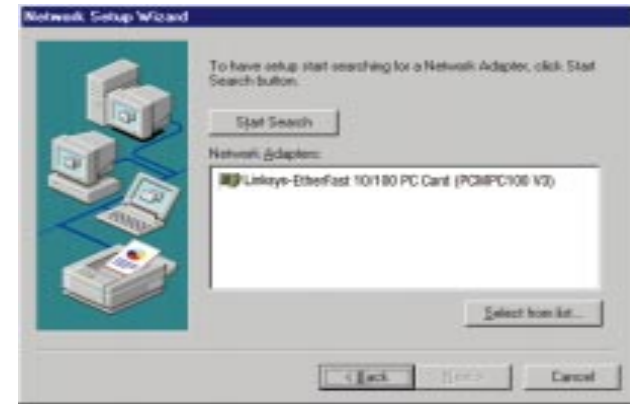 Network Setup Wizard
To have setup start searching for a Network Adapter, click Start
Search button.
Start Search
Network Adapters:
Linksys-EtherFast 10/100 PC Card (PCMPC100 V3)
Select from list...
< Back
Next >
Cancel